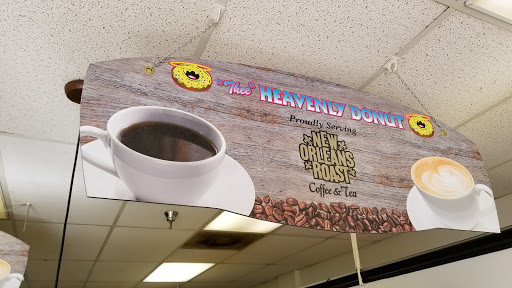 "Thee" HEAVENLY DONUT
Proudly Serving
NEW
ORLEANS
ROAST
Coffee & Tea